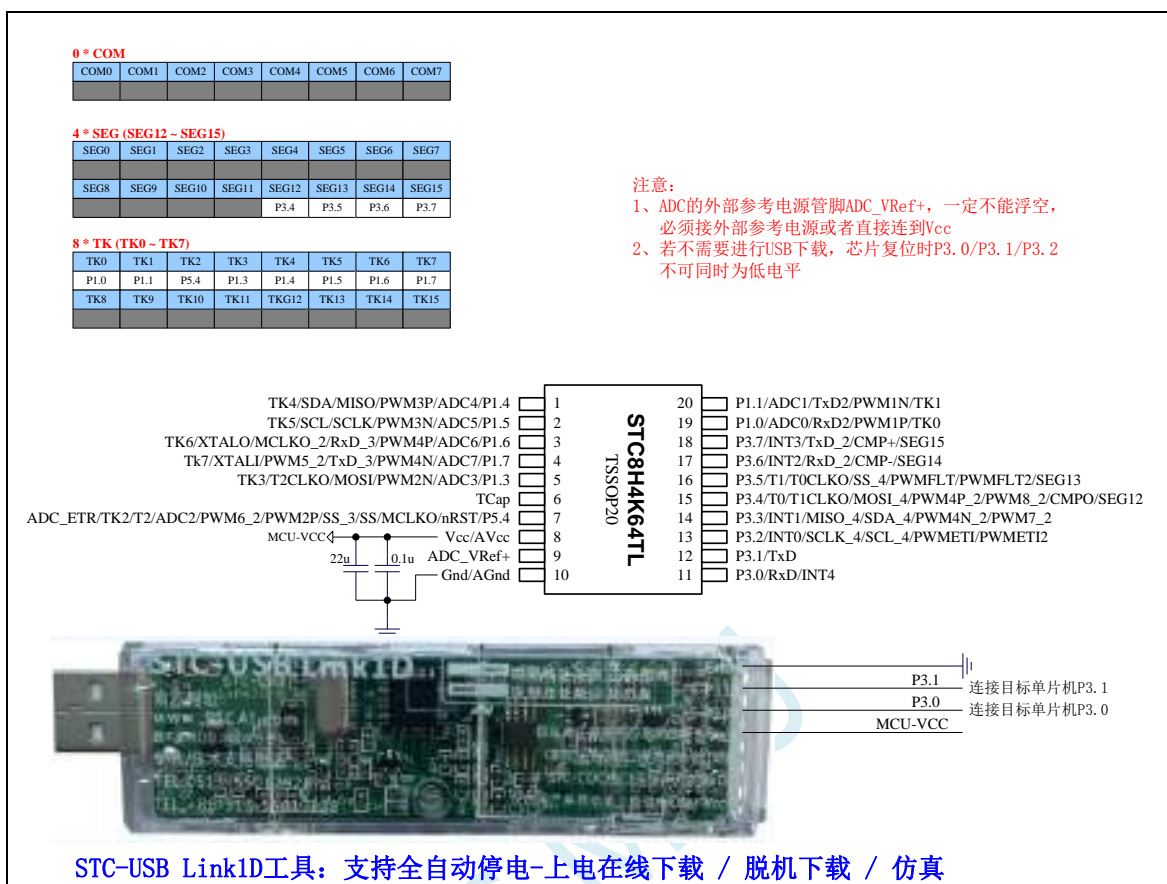 0 * COM
COM0 COM1 COM2 COM3 COM4 COM5 COM6 COM7
4 * SEG (SEG12 ~ SEG15)
SEG0 SEG1 SEG2 SEG3 SEG4 SEG5 SEG6 SEG7
SEG8 SEG9 SEG10 SEG11 SEG12 SEG13 SEG14 SEG15
P3.4 P3.5 P3.6 P3.7
8 * TK (TK0 ~ TK7)
TK0 TK1 TK2 TK3 TK4 TK5 TK6 TK7
P1.0 P1.1 P5.4 P1.3 P1.4 P1.5 P1.6 P1.7
TK8 TK9 TK10 TK11 TKG12 TK13 TK14 TK15
注意:
1、ADC的外部参考电源管脚ADC_VRef+，一定不能浮空，
必须接外部参考电源或者直接连到Vcc
2、若不需要进行USB下载，芯片复位时P3.0/P3.1/P3.2
不可同时为低电平
TK4/SDA/MISO/PWM3P/ADC4/P1.4 1
TK5/SCL/SCLK/PWM3N/ADC5/P1.5 2
TK6/XTALO/MCLKO_2/RxD_3/PWM4P/ADC6/P1.6 3
Tk7/XTALI/PWM5_2/TxD_3/PWM4N/ADC7/P1.7 4
TK3/T2CLKO/MOSI/PWM2N/ADC3/P1.3 5
TCap 6
ADC_ETR/TK2/T2/ADC2/PWM6_2/PWM2P/SS_3/SS/MCLKO/nRST/P5.4 7
MCU-VCC Vcc/AVcc 8
22u 0.1u ADC_VRef+ 9
Gnd/AGnd 10
STC8H4K64TL
TSSOP20
20 P1.1/ADC1/TxD2/PWM1N/TK1
19 P1.0/ADC0/RxD2/PWM1P/TK0
18 P3.7/INT3/TxD_2/CMP+/SEG15
17 P3.6/INT2/RxD_2/CMP-/SEG14
16 P3.5/T1/T0CLKO/SS_4/PWMFLT/PWMFLT2/SEG13
15 P3.4/T0/T1CLKO/MOSI_4/PWM4P_2/PWM8_2/CMPO/SEG12
14 P3.3/INT1/MISO_4/SDA_4/PWM4N_2/PWM7_2
13 P3.2/INT0/SCLK_4/SCL_4/PWMETI/PWMETI2
12 P3.1/TxD
11 P3.0/RxD/INT4
STC-USB Link1D
P3.1 连接目标单片机P3.1
P3.0 连接目标单片机P3.0
MCU-VCC
STC-USB Link1D工具: 支持全自动停电-上电在线下载 / 脱机下载 / 仿真